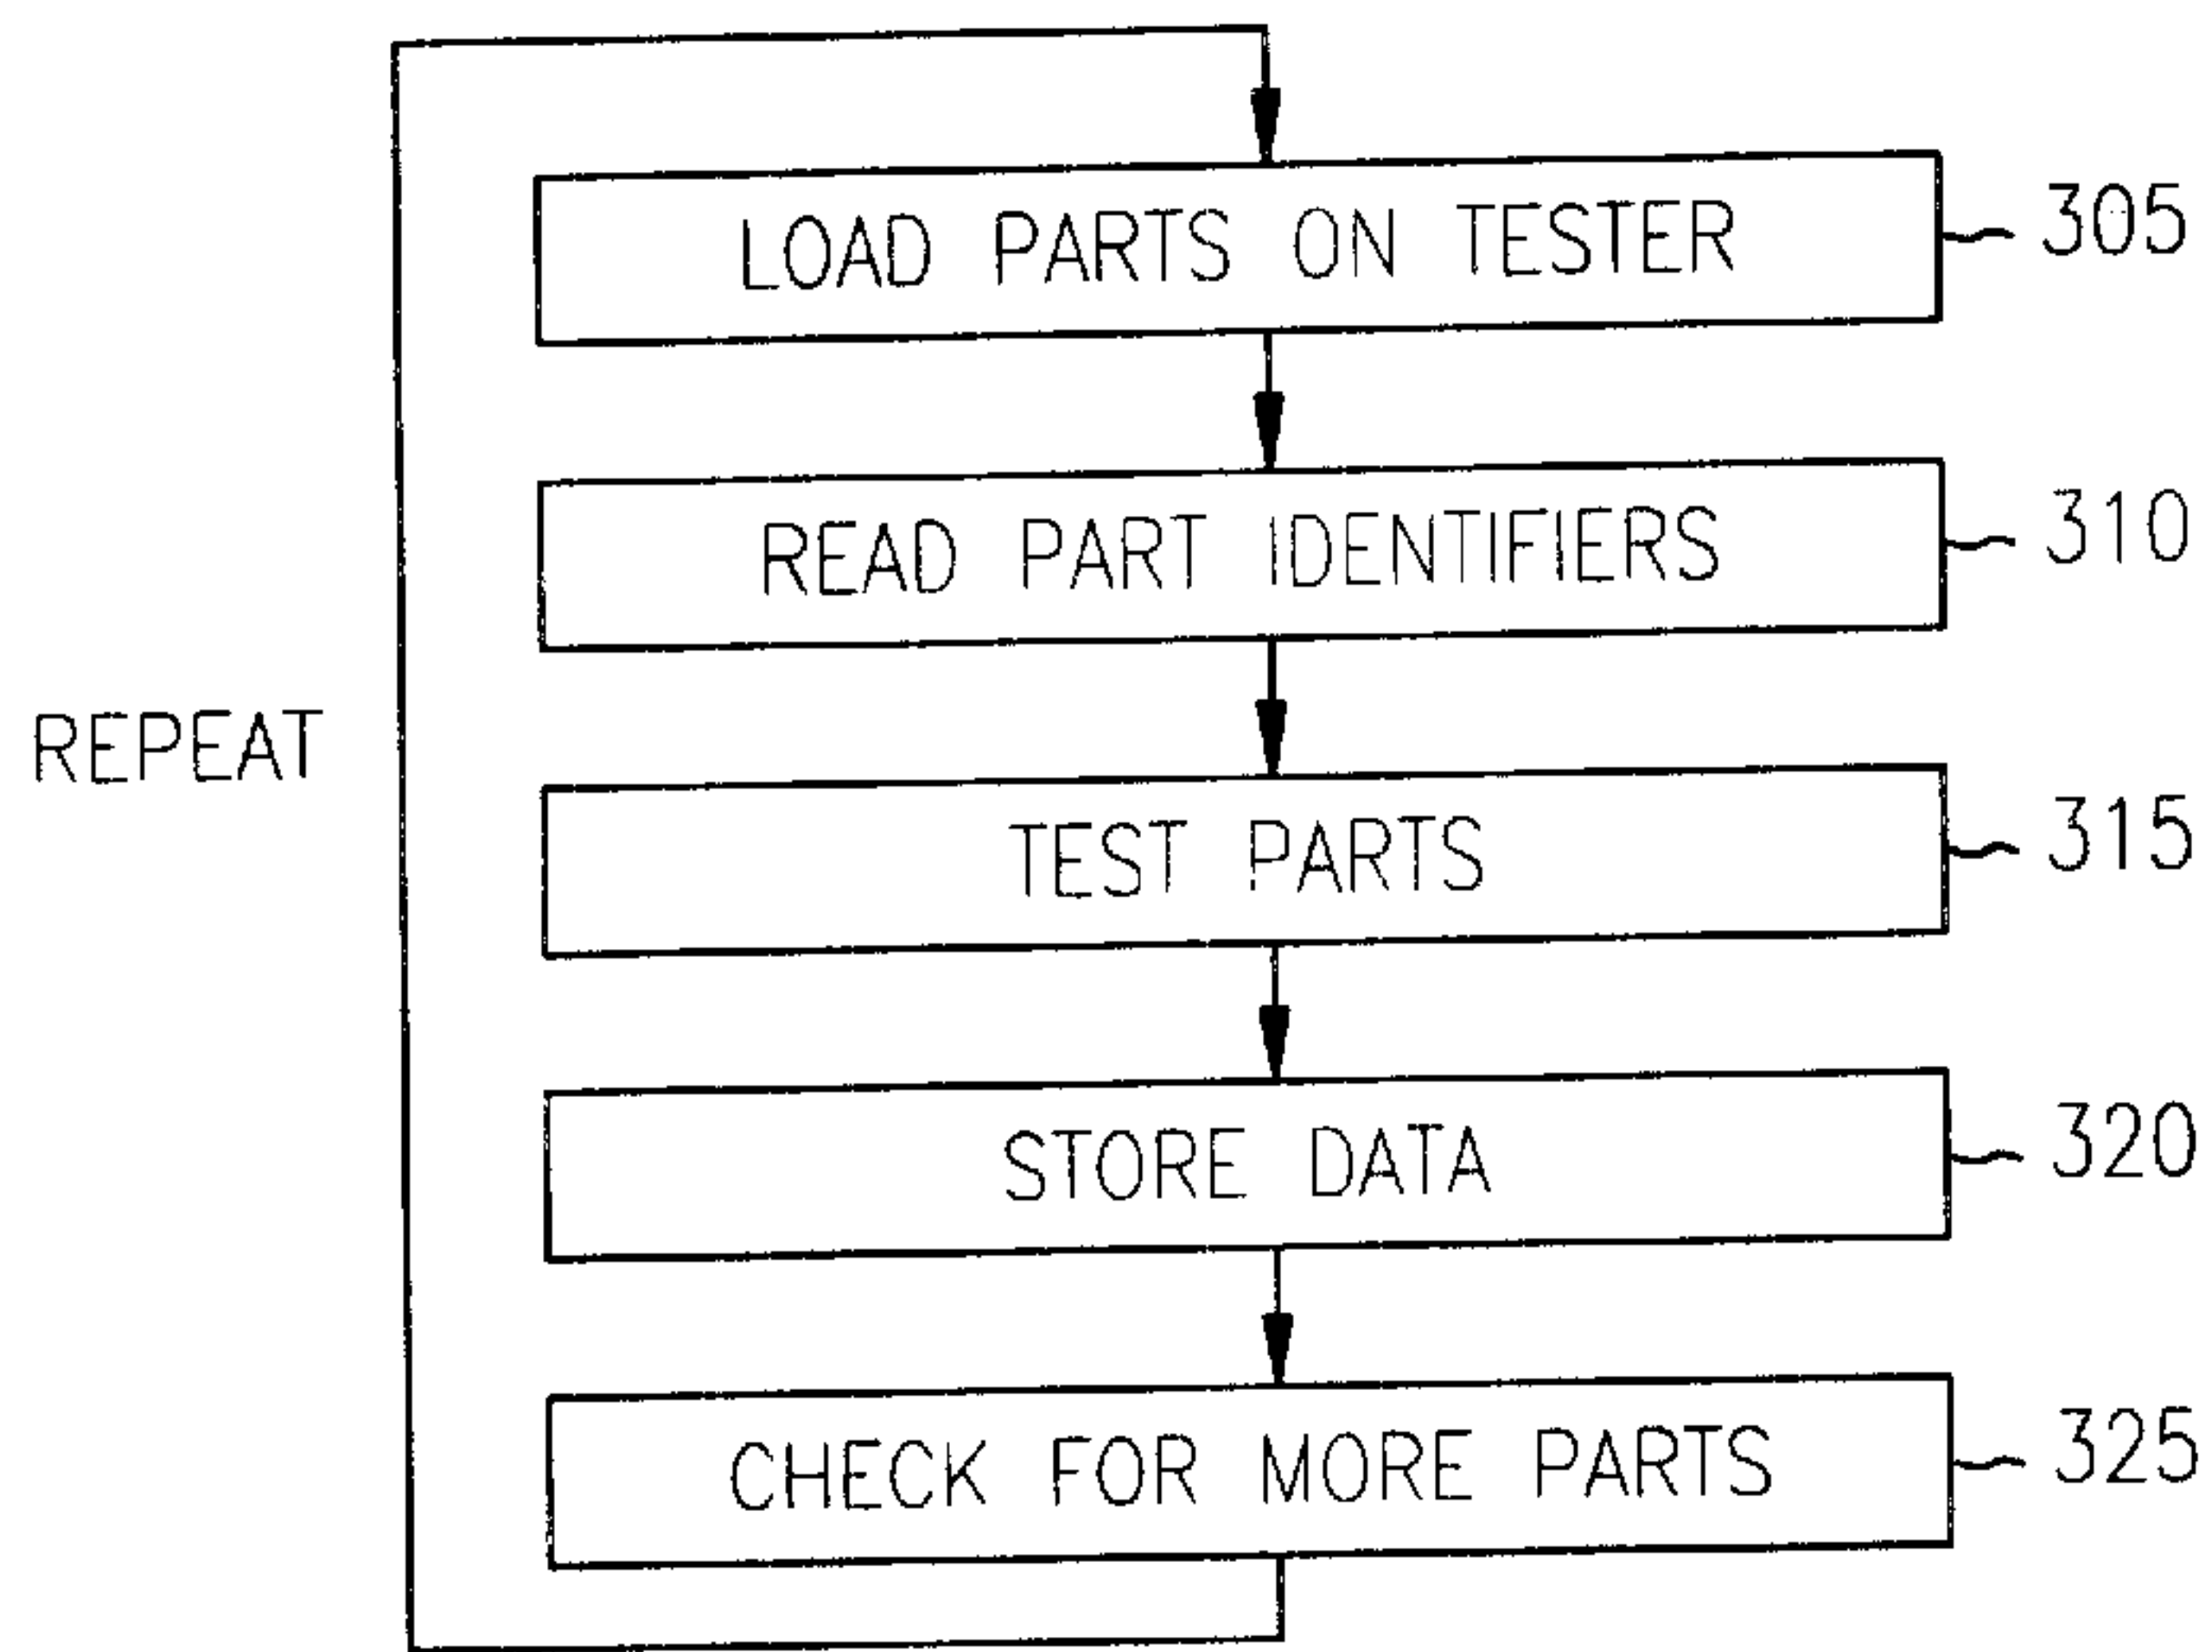 LOAD PARTS ON TESTER 305
READ PART IDENTIFIERS 310
REPEAT
TEST PARTS 315
STORE DATA 320
CHECK FOR MORE PARTS 325